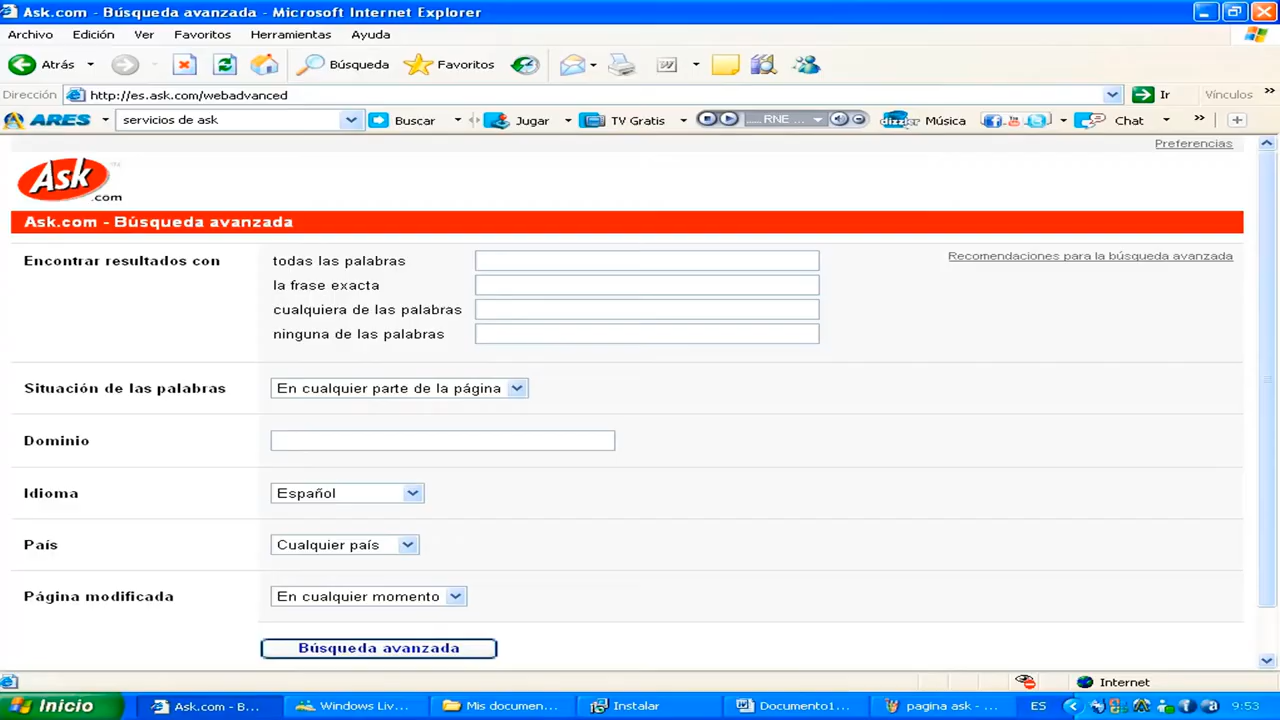 Ask.com - Búsqueda avanzada - Microsoft Internet Explorer
Archivo Edición Ver Favoritos Herramientas Ayuda
Atrás Búsqueda Favoritos
Dirección http://es.ask.com/webadvanced Ir Vínculos
ARES servicios de ask Buscar Jugar TV Gratis RNE ... dizzler Música Chat
Preferencias
Ask.com
Ask.com - Búsqueda avanzada
Encontrar resultados con todas las palabras Recomendaciones para la búsqueda avanzada
la frase exacta
cualquiera de las palabras
ninguna de las palabras
Situación de las palabras En cualquier parte de la página
Dominio
Idioma Español
País Cualquier país
Página modificada En cualquier momento
Búsqueda avanzada
Internet
Inicio Ask.com - B... Windows Liv... Mis documen... Instalar Documento1... pagina ask - ... ES 9:53